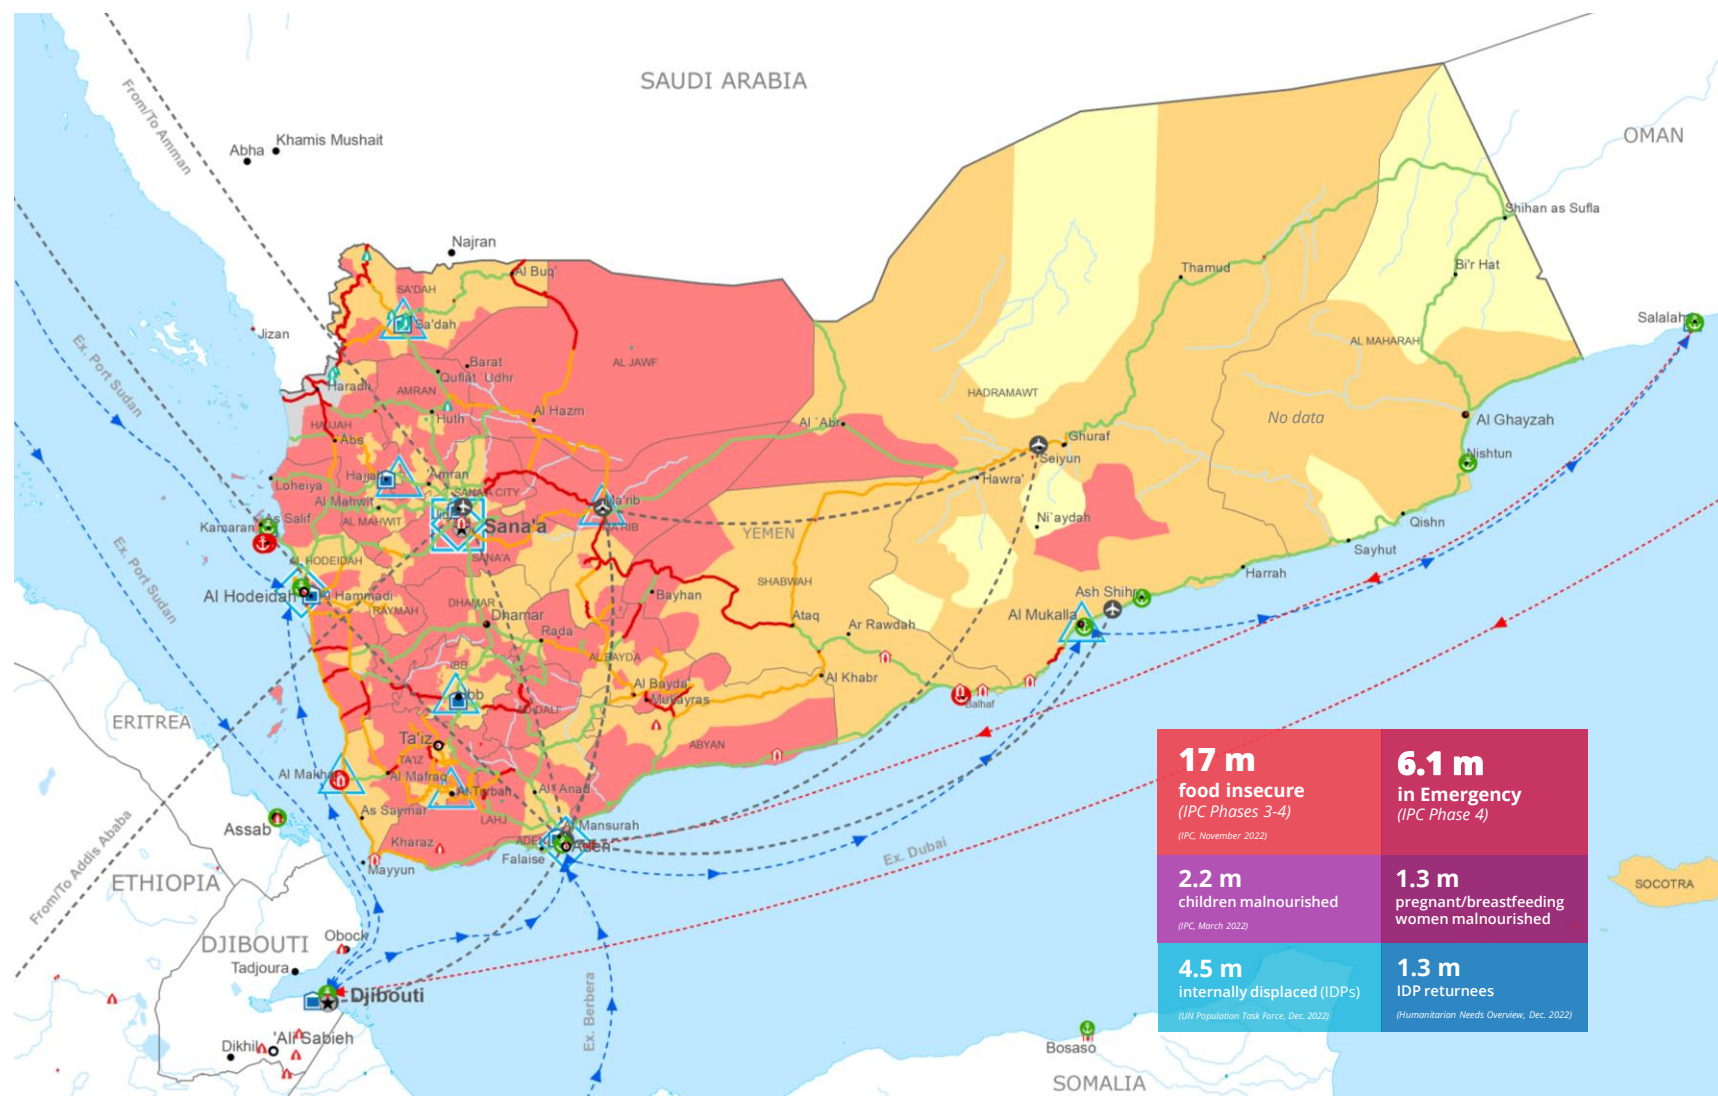 SAUDI ARABIA
OMAN
From/To Amman
Abha
Khamis Mushait
Najran
Al Buq'
SA'DAH
Sa'dah
Jizan
Shihan as Sufla
Bi'r Hat
Thamud
Salalah
AL MAHARAH
Ex. Port Sudan
Barat
Quflat `Udhr
AL JAWF
Haradh
AMRAN
HADRAMAWT
Al Hazm
Huth
No data
Al Ghayzah
HAJJAH
Abs
Al `Abr
Ghuraf
Seiyun
Nishtun
Hajjah
Amran
Loheiya
Hawra'
SANA'A CITY
Ma'rib
Al Mahwit
As Salif
AL MAHWIT
Kamaran
Sana'a
MA'RIB
YEMEN
Ni`aydah
Qishn
Sayhut
AL HODEIDAH
SANA'A
Harrah
SHABWAH
Ex. Port Sudan
Al Hodeidah
Al Hammadi
RAYMAH
DHAMAR
Dhamar
Bayhan
Ataq
Ar Rawdah
Ash Shihr
Al Mukalla
Rada
AL BAYDA
IBB
Ibb
Al Bayda'
Mukayras
Al Khabr
Balhaf
AD DALI'
ERITREA
Ta'iz
TA'IZ
ABYAN
Al Makha
Al Mafraq
Al Turbah
Al `Anad
As Saymar
LAHJ
Assab
Kharaz
Al Mansurah
ADEN
Aden
Falaise
Mayyun
Ex. Dubai
From/To Addis Ababa
ETHIOPIA
SOCOTRA
DJIBOUTI
Obock
Tadjoura
Djibouti
Ex. Berbera
'Ali Sabieh
Dikhil
Bosaso
SOMALIA
17 m
food insecure
(IPC Phases 3-4)
(IPC, November 2022)
6.1 m
in Emergency
(IPC Phase 4)
2.2 m
children malnourished
(IPC, March 2022)
1.3 m
pregnant/breastfeeding
women malnourished
4.5 m
internally displaced (IDPs)
(UN Population Task Force, Dec. 2022)
1.3 m
IDP returnees
(Humanitarian Needs Overview, Dec. 2022)